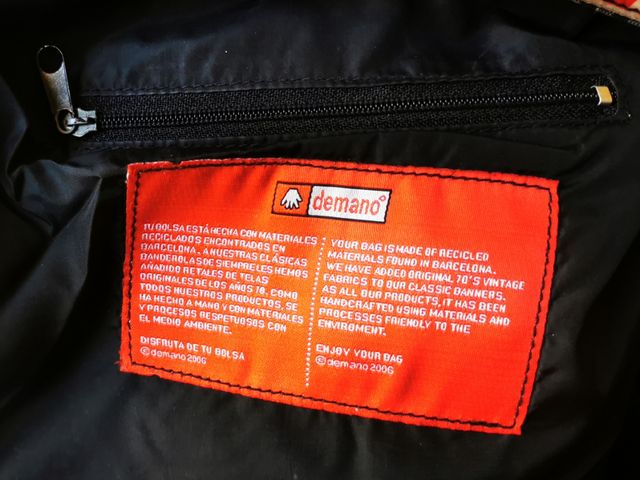 demano°
TU BOLSA ESTÁ HECHA CON MATERIALES
RECICLADOS ENCONTRADOS EN
BARCELONA. A NUESTRAS CLÁSICAS
BANDEROLAS DE SIEMPRE LES HEMOS
AÑADIDO RETALES DE TELAS
ORIGINALES DE LOS AÑOS 70. COMO
TODOS NUESTROS PRODUCTOS, SE
HA HECHO A MANO Y CON MATERIALES
Y PROCESOS RESPETUOSOS CON
EL MEDIO AMBIENTE.
DISFRUTA DE TU BOLSA
©demano 2006
YOUR BAG IS MADE OF RECICLED
MATERIALS FOUND IN BARCELONA.
WE HAVE ADDED ORIGINAL 70'S VINTAGE
FABRICS TO OUR CLASSIC BANNERS.
AS ALL OUR PRODUCTS, IT HAS BEEN
HANDCRAFTED USING MATERIALS AND
PROCESSES FRIENDLY TO THE
ENVIROMENT.
ENJOY YOUR BAG
©demano 2006